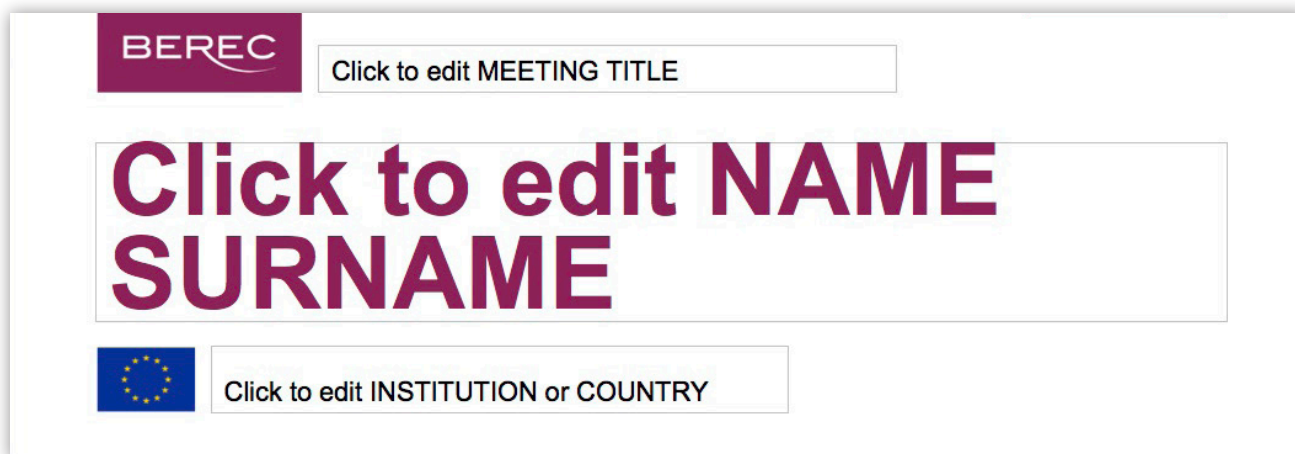 BEREC
Click to edit MEETING TITLE
Click to edit NAME
SURNAME
Click to edit INSTITUTION or COUNTRY